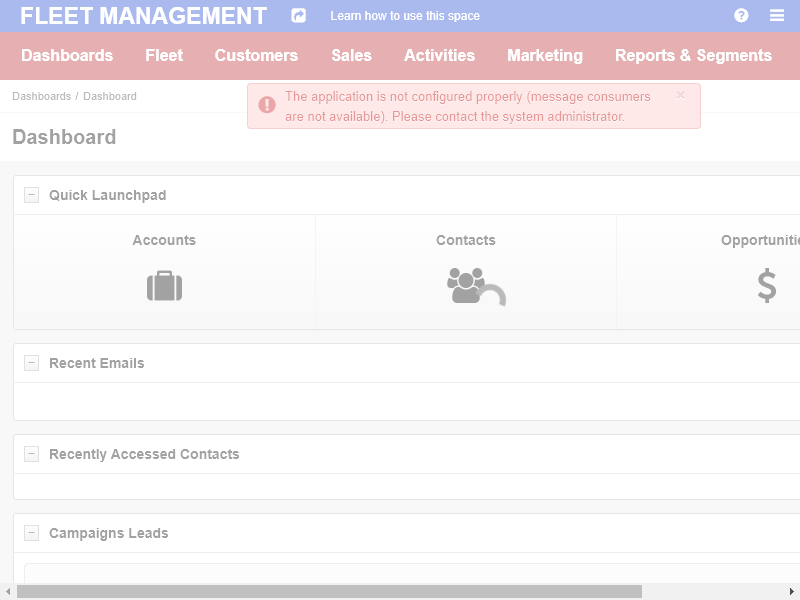 FLEET MANAGEMENT Learn how to use this space
Dashboards Fleet Customers Sales Activities Marketing Reports & Segments
Dashboards / Dashboard
The application is not configured properly (message consumers
are not available). Please contact the system administrator.
Dashboard
Quick Launchpad
Accounts Contacts
Recent Emails
Recently Accessed Contacts
Campaigns Leads